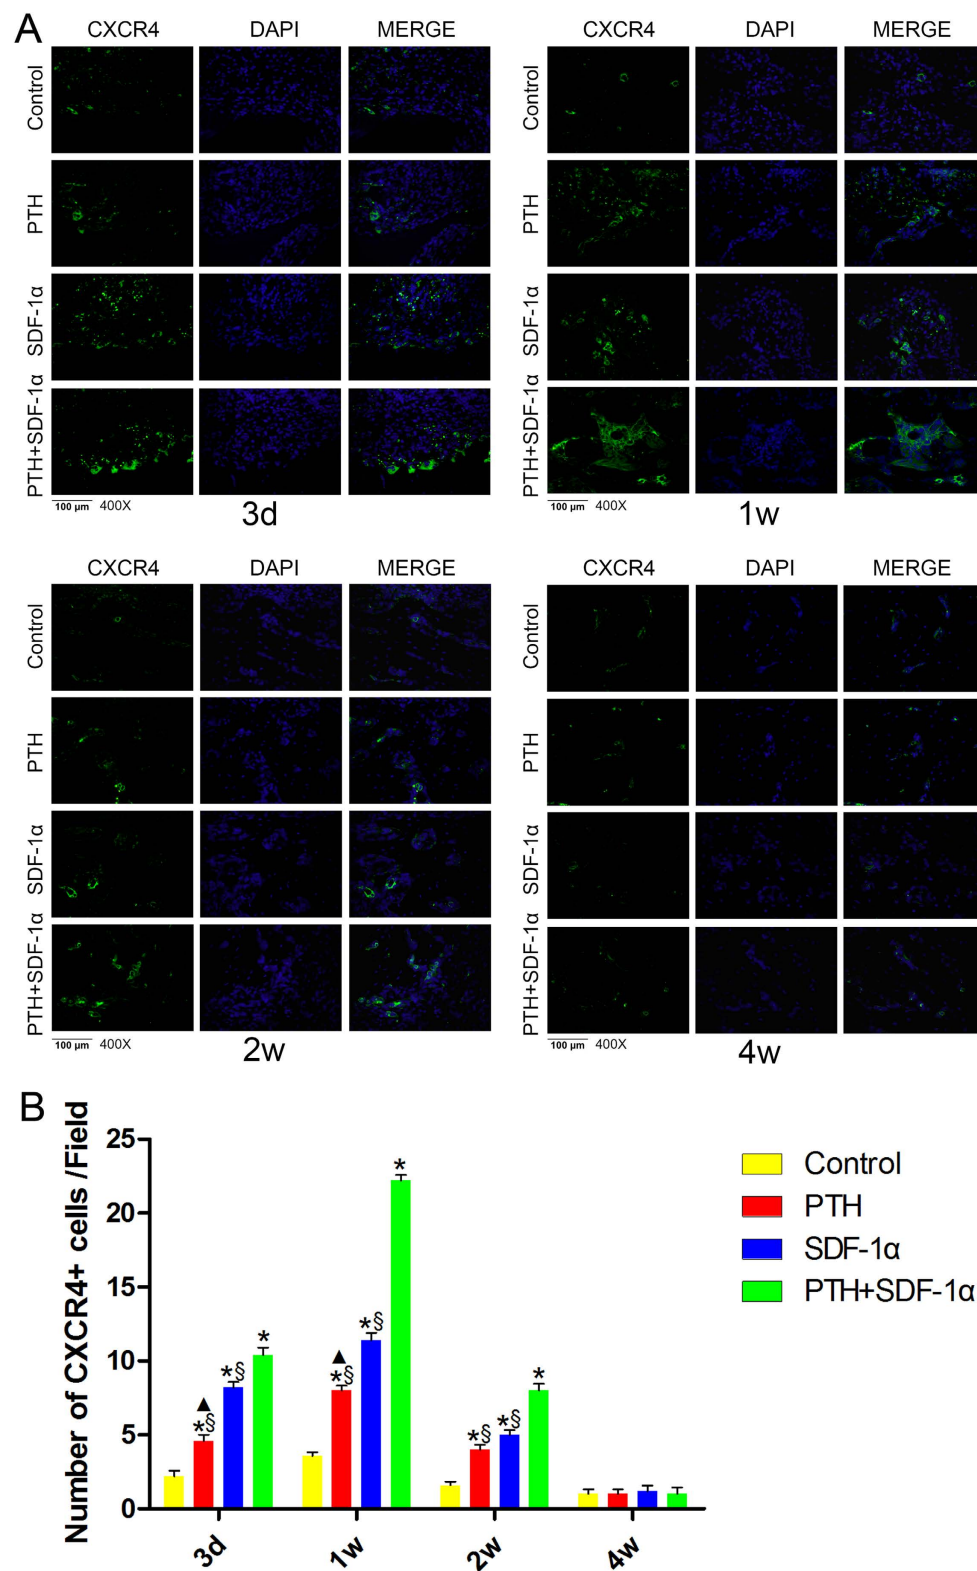 A
CXCR4 DAPI MERGE
Control
PTH
SDF-1α
PTH+SDF-1α
100 µm 400X
3d
CXCR4 DAPI MERGE
Control
PTH
SDF-1α
PTH+SDF-1α
100 µm 400X
1w
CXCR4 DAPI MERGE
Control
PTH
SDF-1α
PTH+SDF-1α
100 µm 400X
2w
CXCR4 DAPI MERGE
Control
PTH
SDF-1α
PTH+SDF-1α
100 µm 400X
4w
B
Number of CXCR4+ cells /Field
25
20
15
10
5
0
▲
*§
*§
*
▲
*§
*§
*
*§
*§
*
3d
1w
2w
4w
Control
PTH
SDF-1α
PTH+SDF-1α